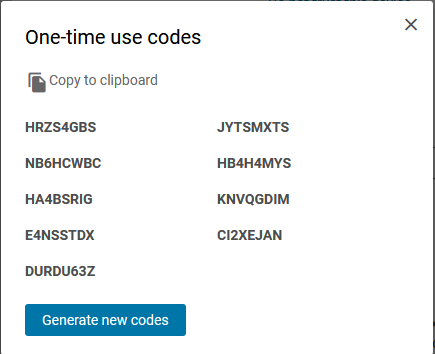 One-time use codes
Copy to clipboard
HRZS4GBS JYTSMXTS
NB6HCWBC HB4H4MYS
HA4BSRIG KNVQGDIM
E4NSSTDX CI2XEJAN
DURDU63Z
Generate new codes